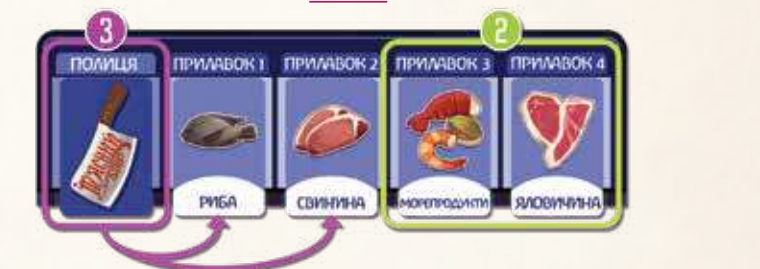 3
2
ПОЛИЦЯ
ПРИЛАВОК 1
ПРИЛАВОК 2
ПРИЛАВОК 3
ПРИЛАВОК 4
РИБА
СВИНИНА
МОРЕПРОДУКТИ
ЯЛОВИЧИНА